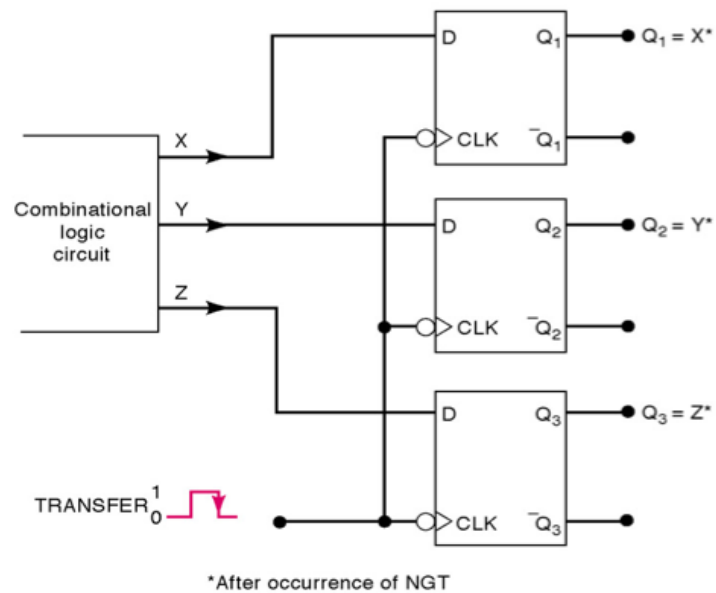 D
Q₁
Q₁ = X*
CLK
Q̅₁
X
Combinational
logic
circuit
Y
D
Q₂
Q₂ = Y*
Z
CLK
Q̅₂
D
Q₃
Q₃ = Z*
TRANSFER
1
0
CLK
Q̅₃
*After occurrence of NGT